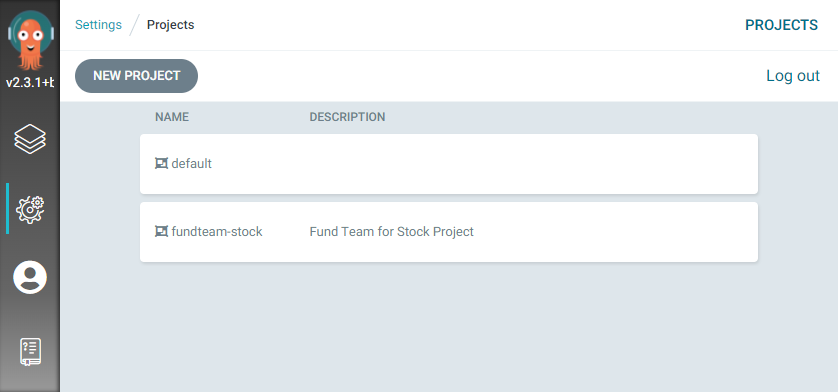 Settings / Projects
PROJECTS
NEW PROJECT
Log out
v2.3.1+b
NAME DESCRIPTION
default
fundteam-stock Fund Team for Stock Project